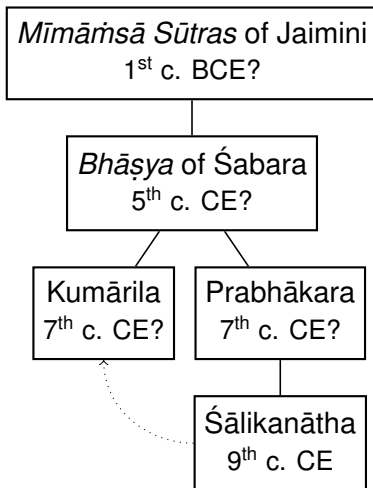 Mīmāṁsā Sūtras of Jaimini
1st c. BCE?
Bhāṣya of Śabara
5th c. CE?
Kumārila
7th c. CE?
Prabhākara
7th c. CE?
Śālikanātha
9th c. CE